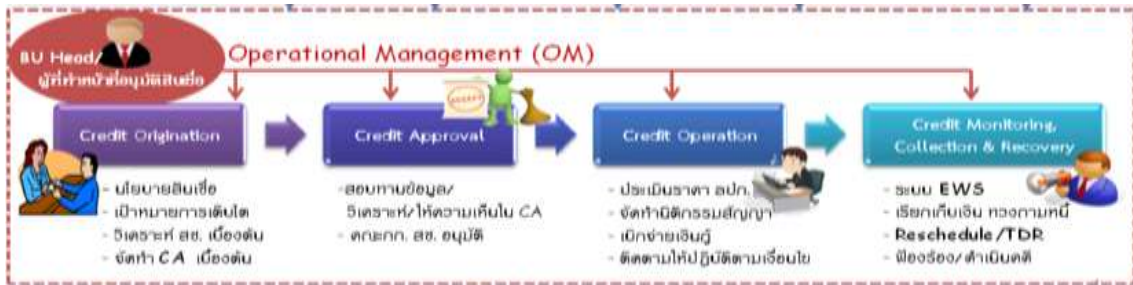 BU Head/
ผู้ที่ทำหน้าที่อนุมัติสินเชื่อ
Operational Management (OM)
Credit Origination
- นโยบายสินเชื่อ
- เป้าหมายการเติบโต
- วิเคราะห์ สช. เบื้องต้น
- จัดทำ CA เบื้องต้น
Credit Approval
-สอบทานข้อมูล/
วิเคราะห์/ให้ความเห็นใน CA
- คณะกก. สช. อนุมัติ
Credit Operation
- ประเมินราคา อปก.
- จัดทำนิติกรรมสัญญา
- เบิกจ่ายเงินกู้
- ติดตามให้ปฏิบัติตามเงื่อนไข
Credit Monitoring,
Collection & Recovery
- ระบบ EWS
- เรียกเก็บเงิน ทวงถามหนี้
- Reschedule/TDR
- ฟ้องร้อง/ดำเนินคดี